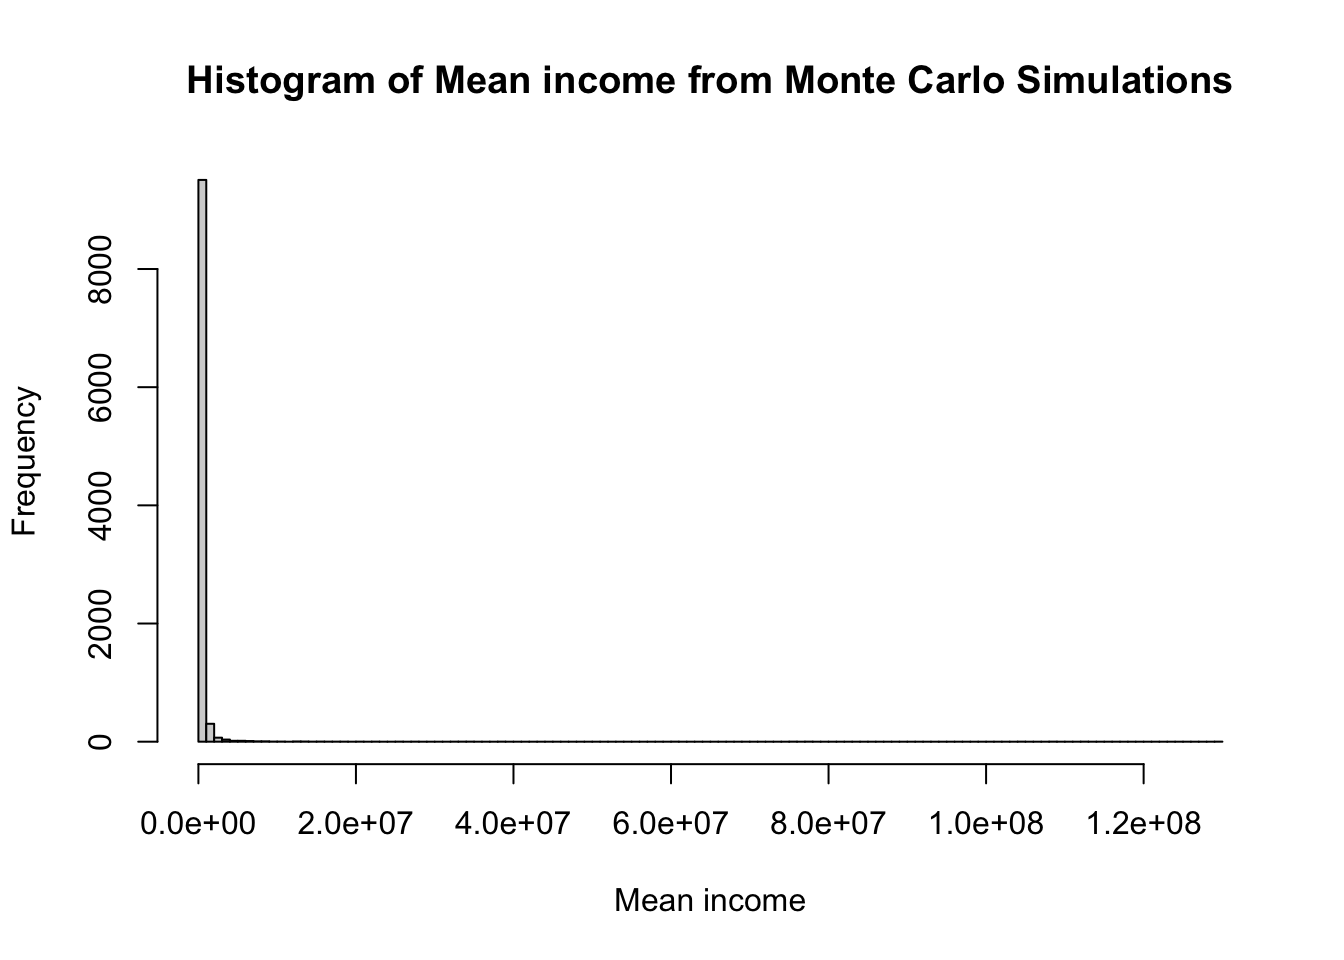 Histogram of Mean income from Monte Carlo Simulations
Frequency
8000
6000
4000
2000
0
0.0e+00 2.0e+07 4.0e+07 6.0e+07 8.0e+07 1.0e+08 1.2e+08
Mean income